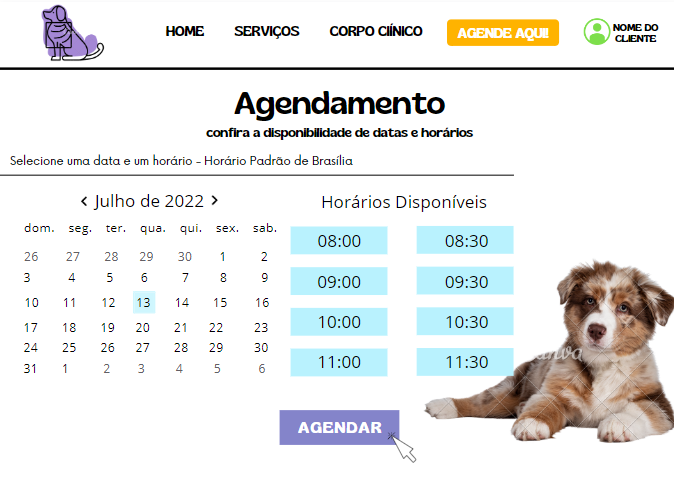 HOME SERVIÇOS CORPO ClÍNICO AGENDE AQUI! NOME DO
CLIENTE
Agendamento
confira a disponibilidade de datas e horários
Selecione uma data e um horário - Horário Padrão de Brasília
< Julho de 2022 > Horários Disponíveis
dom. seg. ter. qua. qui. sex. sab.
26 27 28 29 30 1 2
3 4 5 6 7 8 9
10 11 12 13 14 15 16
17 18 19 20 21 22 23
24 25 26 27 28 29 30
31 1 2 3 4 5 6
08:00 08:30
09:00 09:30
10:00 10:30
11:00 11:30
AGENDAR